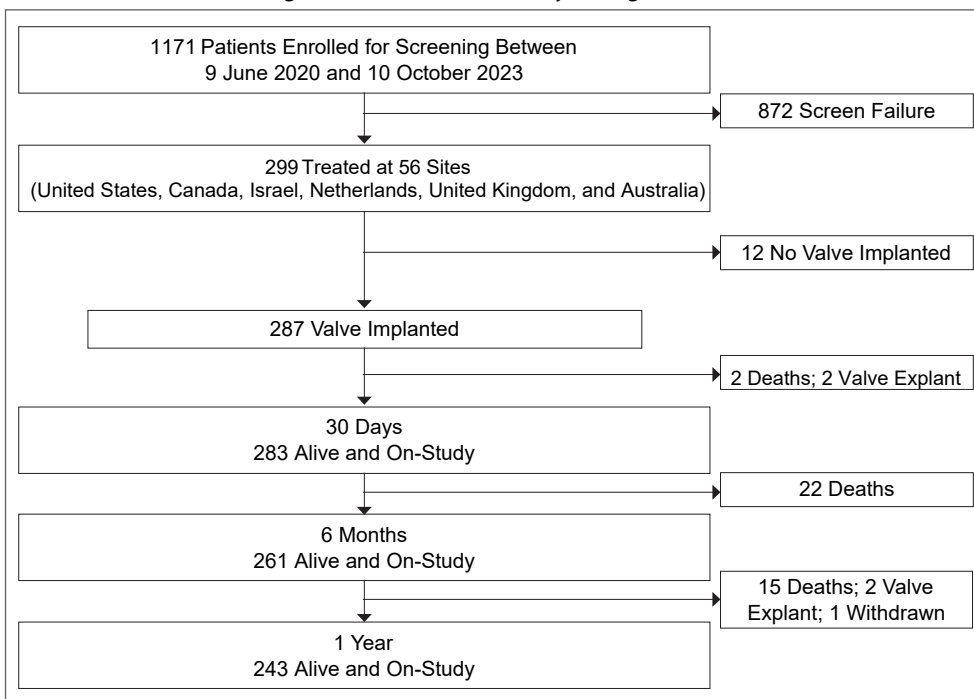 1171 Patients Enrolled for Screening Between
9 June 2020 and 10 October 2023
872 Screen Failure
299 Treated at 56 Sites
(United States, Canada, Israel, Netherlands, United Kingdom, and Australia)
12 No Valve Implanted
287 Valve Implanted
2 Deaths; 2 Valve Explant
30 Days
283 Alive and On-Study
22 Deaths
6 Months
261 Alive and On-Study
15 Deaths; 2 Valve
Explant; 1 Withdrawn
1 Year
243 Alive and On-Study